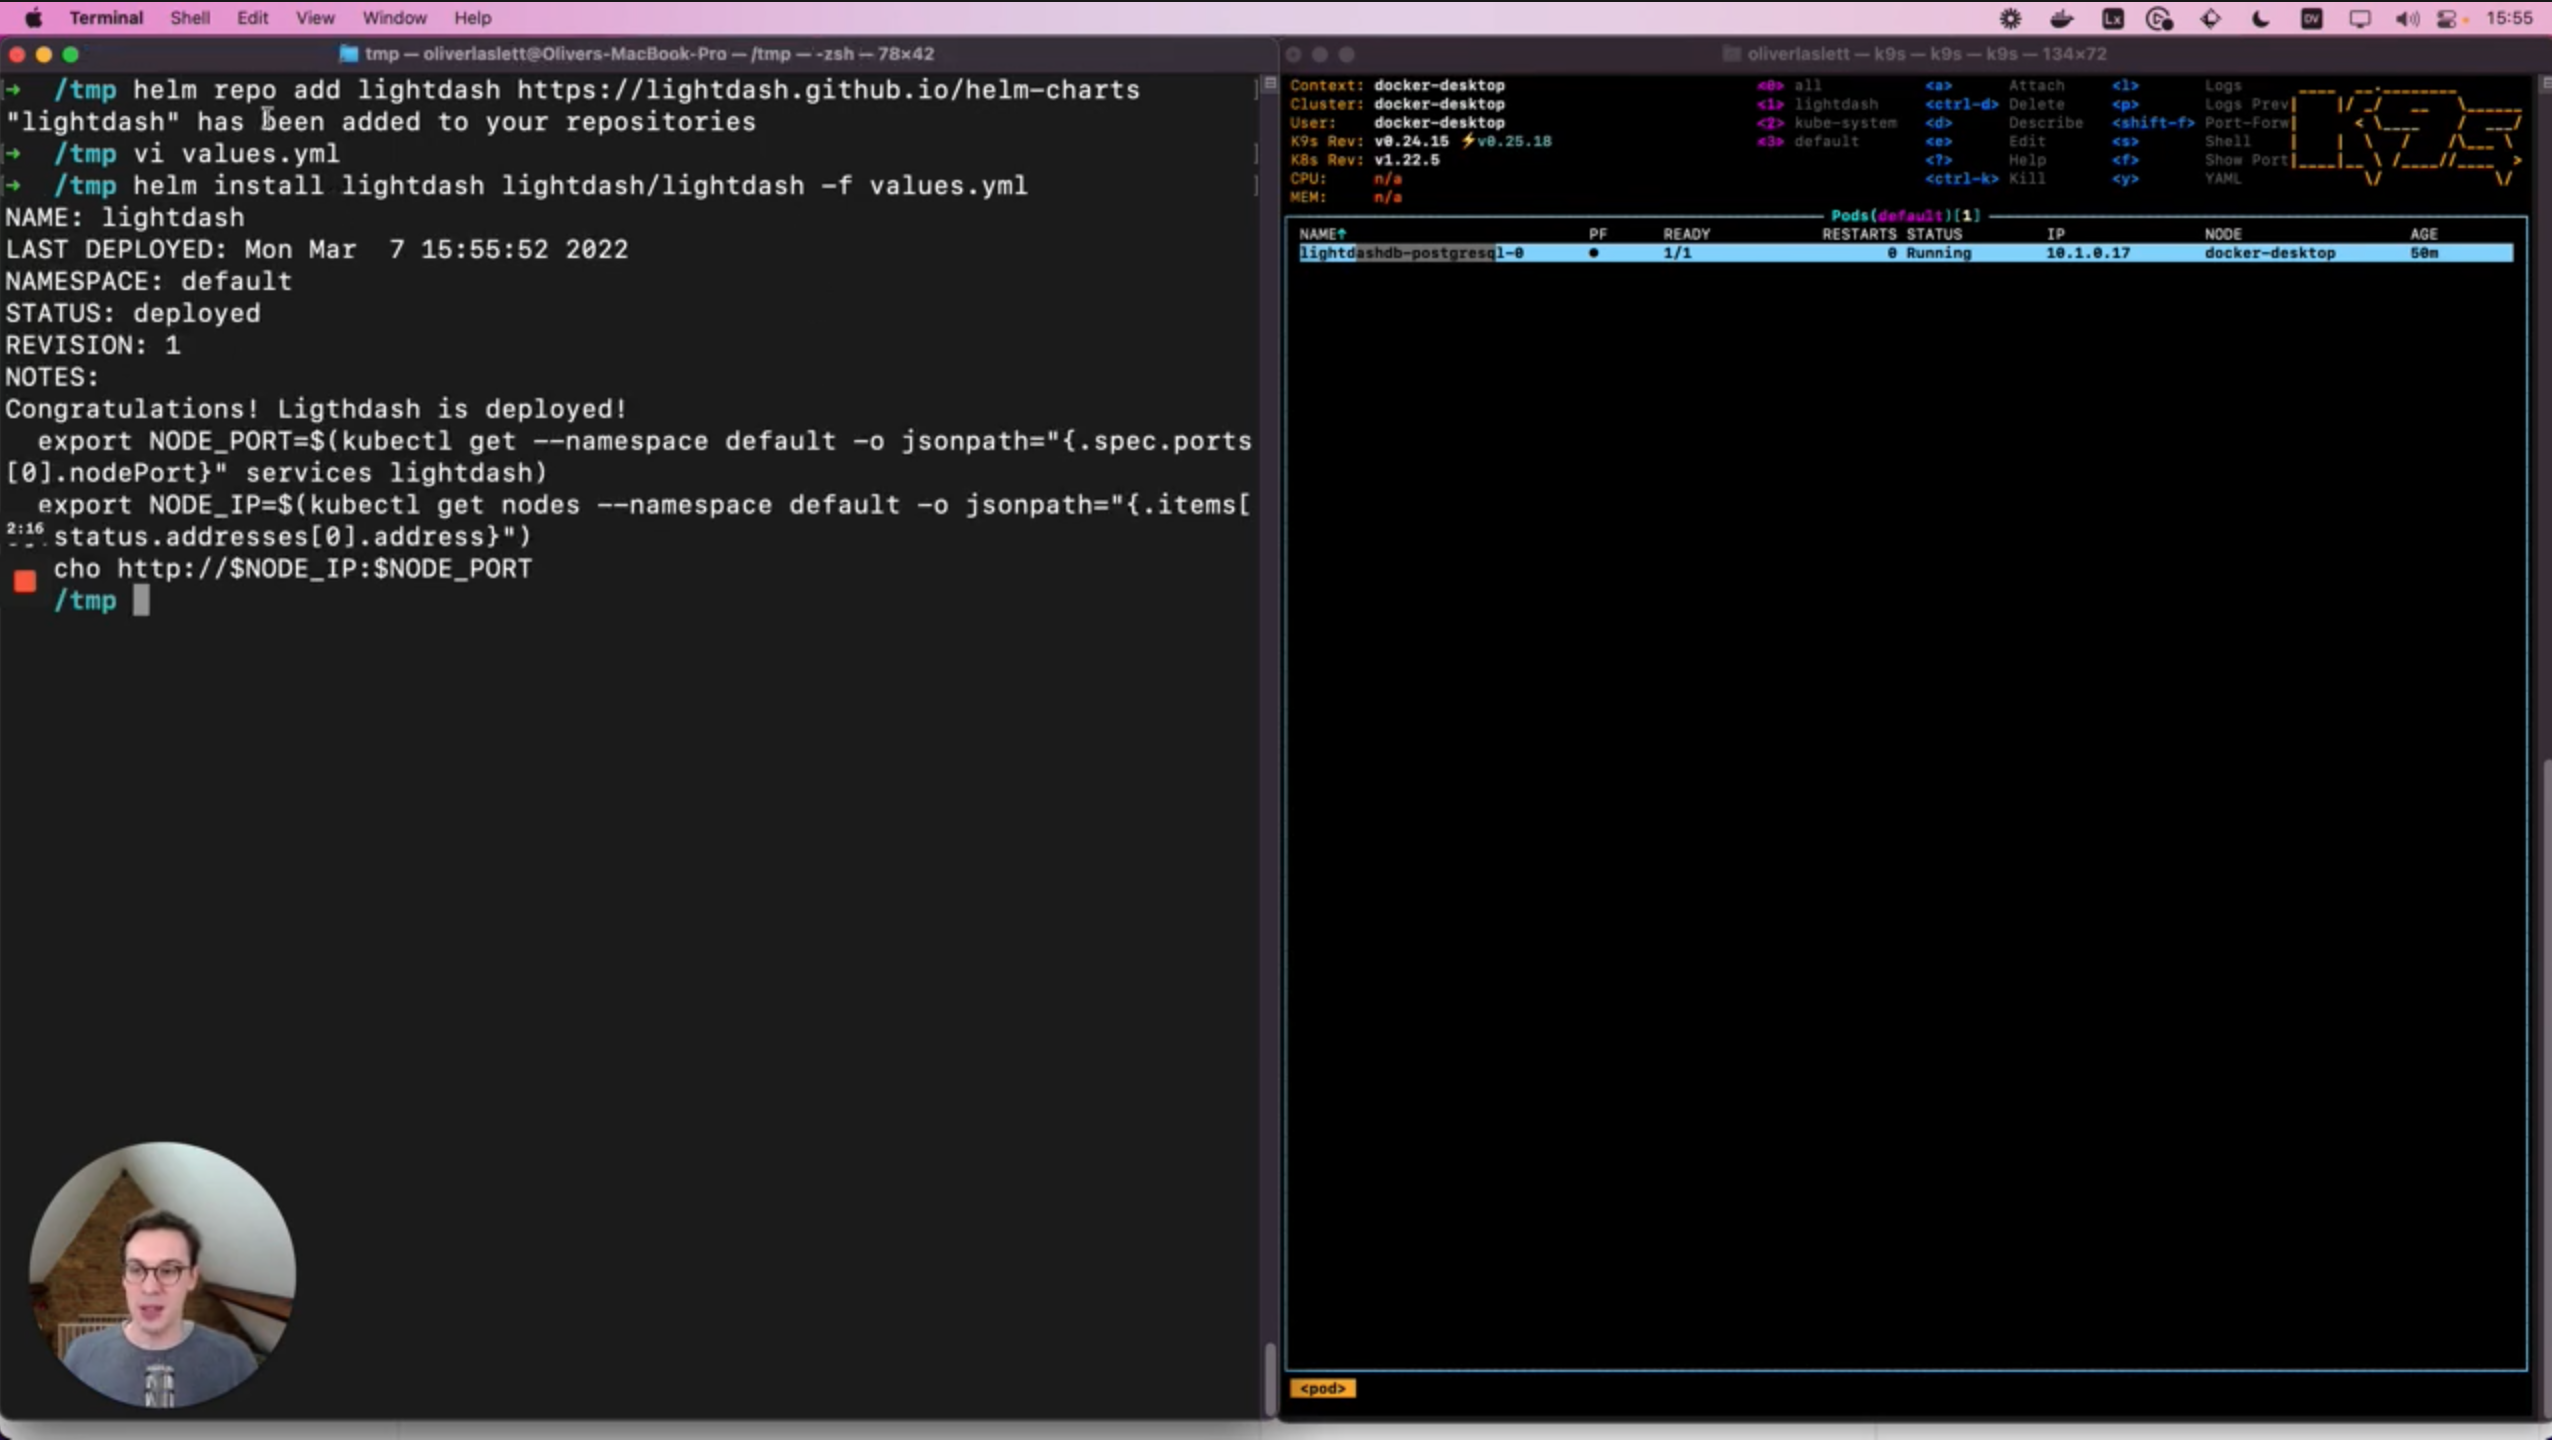 Terminal Shell Edit View Window Help
Lx
DV
15:55
tmp — oliverlaslett@Olivers-MacBook-Pro — /tmp — -zsh — 78×42
➜ /tmp helm repo add lightdash https://lightdash.github.io/helm-charts
"lightdash" has been added to your repositories
➜ /tmp vi values.yml
➜ /tmp helm install lightdash lightdash/lightdash -f values.yml
NAME: lightdash
LAST DEPLOYED: Mon Mar  7 15:55:52 2022
NAMESPACE: default
STATUS: deployed
REVISION: 1
NOTES:
Congratulations! Ligthdash is deployed!
export NODE_PORT=$(kubectl get --namespace default -o jsonpath="{.spec.ports
[0].nodePort}" services lightdash)
export NODE_IP=$(kubectl get nodes --namespace default -o jsonpath="{.items[
2:16
status.addresses[0].address}")
cho http://$NODE_IP:$NODE_PORT
/tmp
oliverlaslett — k9s — k9s — k9s — 134×72
Context: docker-desktop <0> all <a> Attach <l> Logs
Cluster: docker-desktop <1> lightdash <ctrl-d> Delete <p> Logs Prev
User: docker-desktop <2> kube-system <d> Describe <shift-f> Port-Forw
K9s Rev: v0.24.15 ⚡v0.25.18 <3> default <e> Edit <s> Shell
K8s Rev: v1.22.5 <?> Help <f> Show Port
CPU: n/a <ctrl-k> Kill <y> YAML
MEM: n/a
Pods(default)[1]
NAME↑ PF READY RESTARTS STATUS IP NODE AGE
lightdashdb-postgresql-0 ● 1/1 0 Running 10.1.0.17 docker-desktop 50m
<pod>